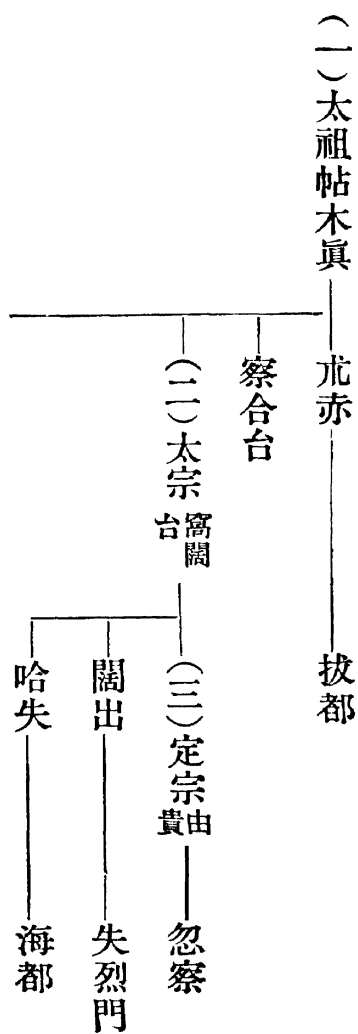 （一）太祖帖木眞
朮赤
拔都
察合台
（二）太宗窩闊台
（三）定宗由貴
忽察
闊出
失烈門
哈失
海都